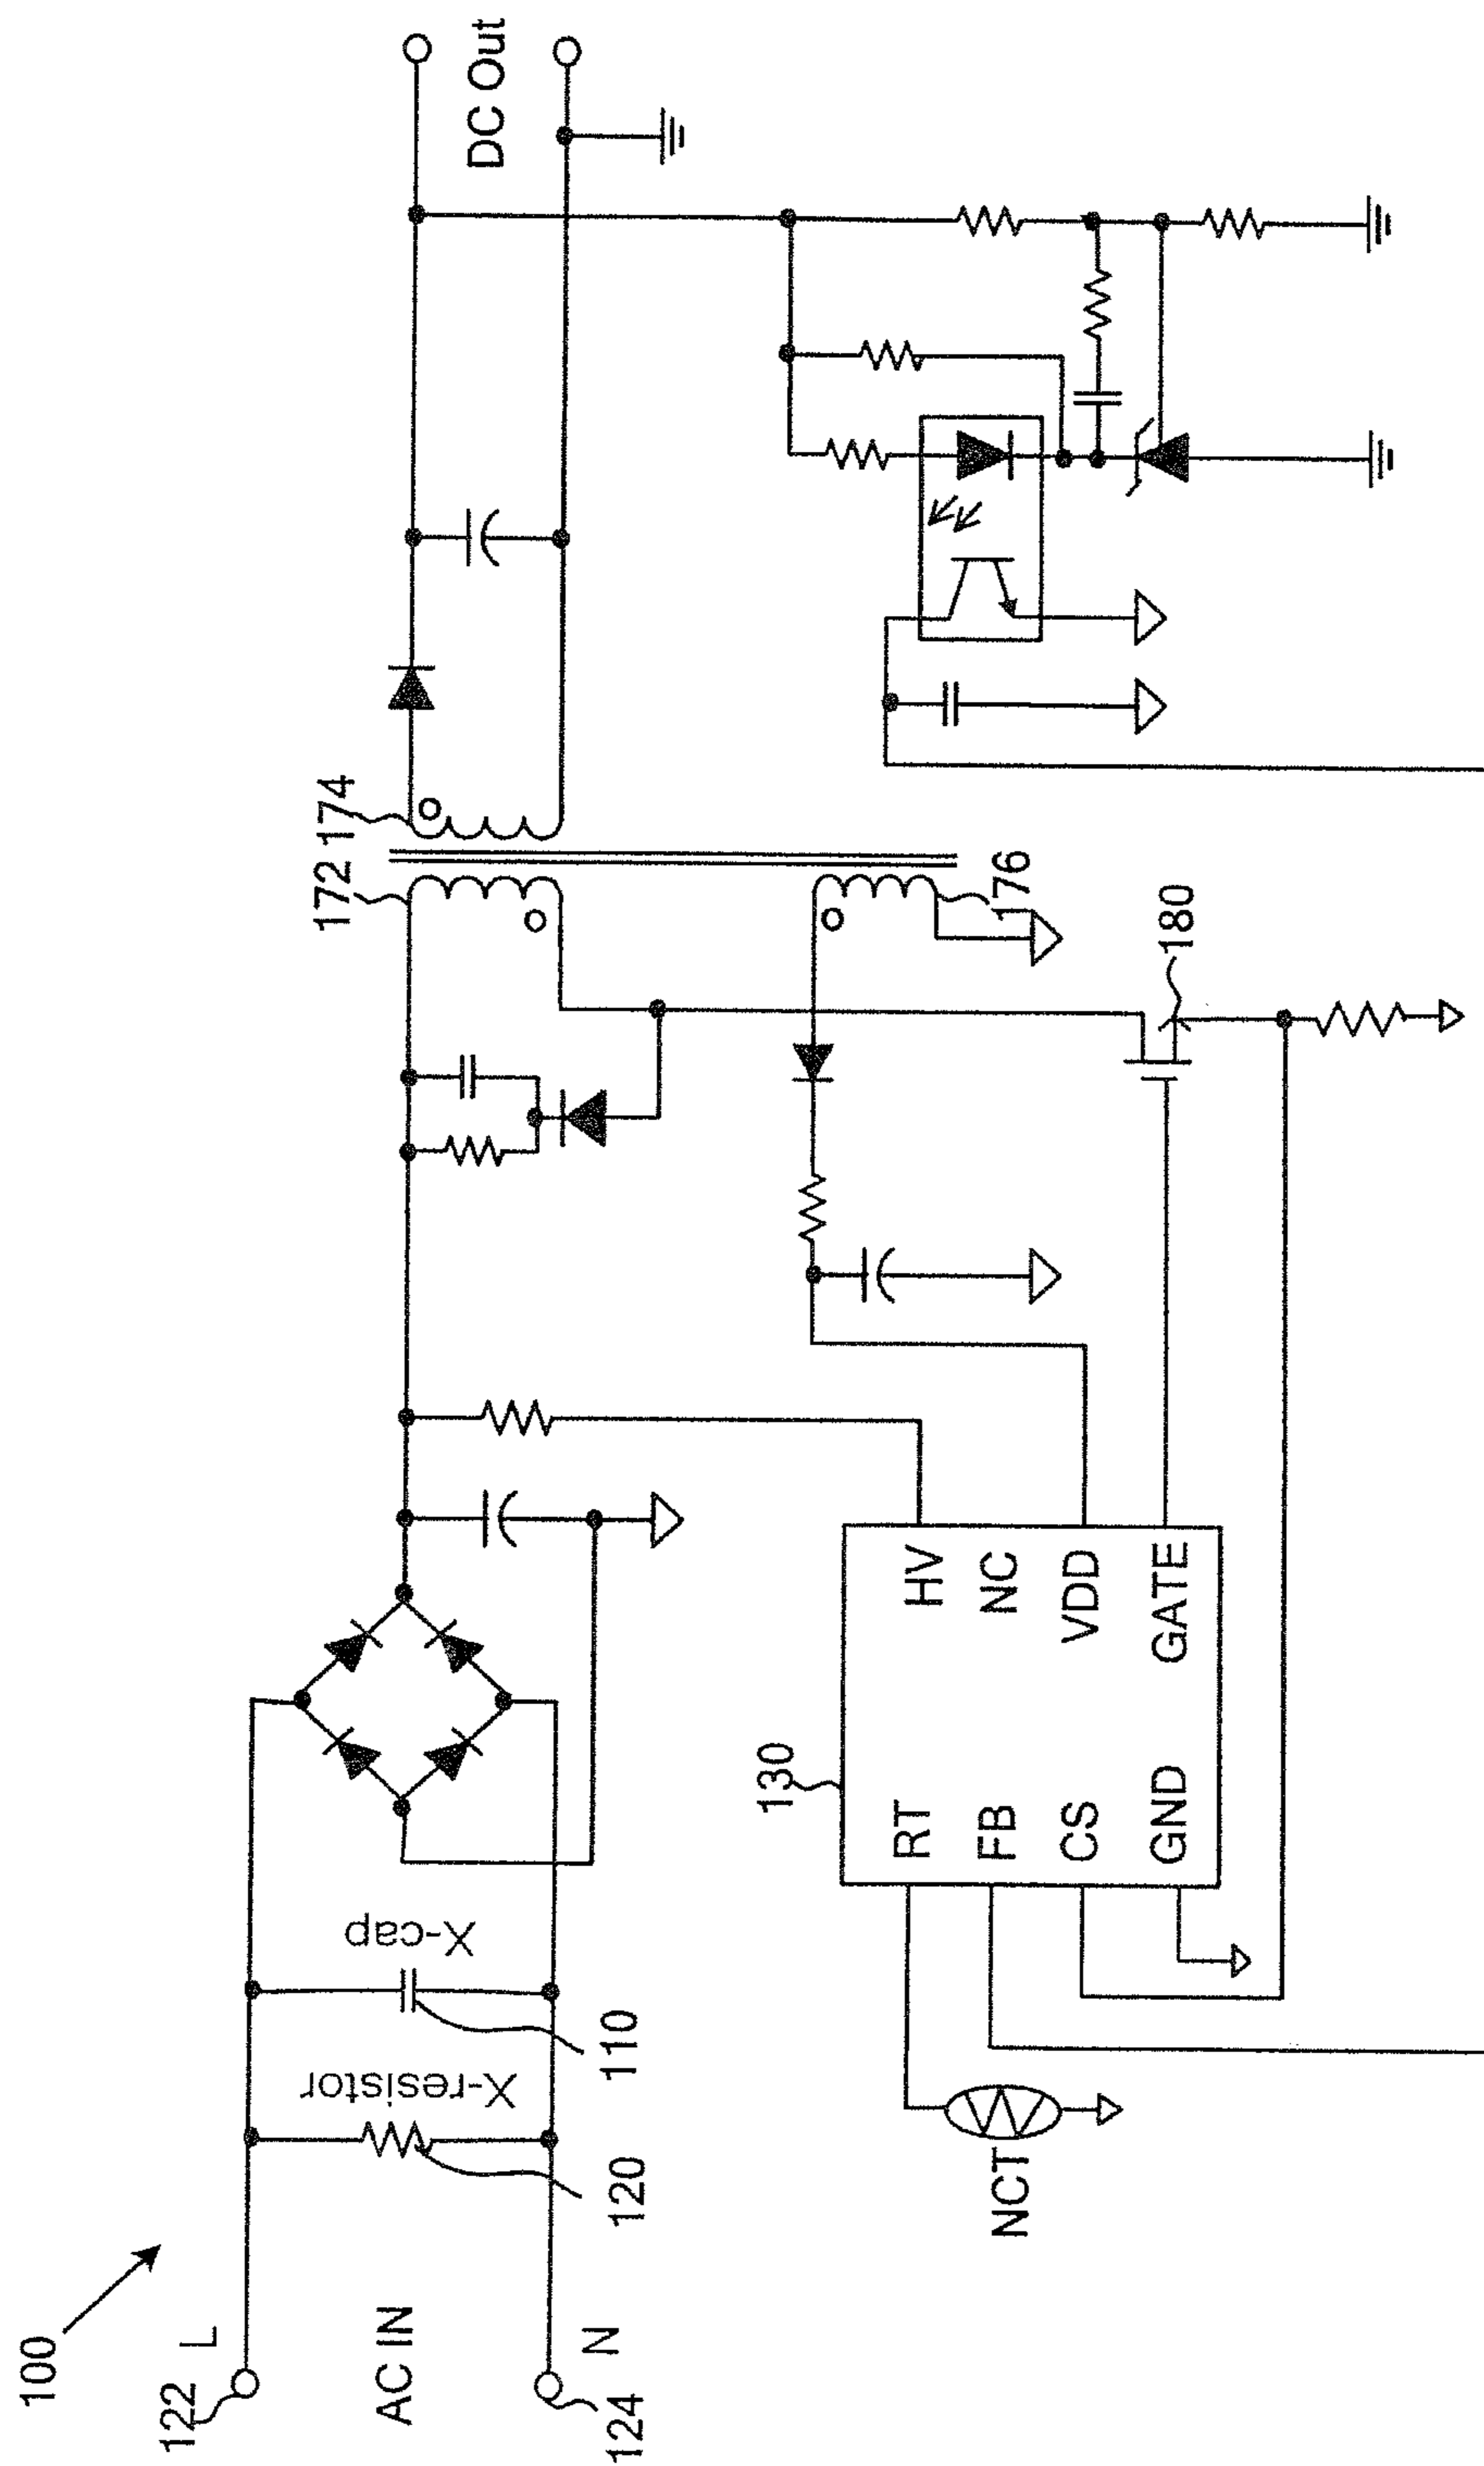 100
122
L
AC IN
N
124
X-resistor
120
X-cap
110
172
174
DC Out
176
180
130
RT
FB
CS
GND
HV
NC
VDD
GATE
NCT